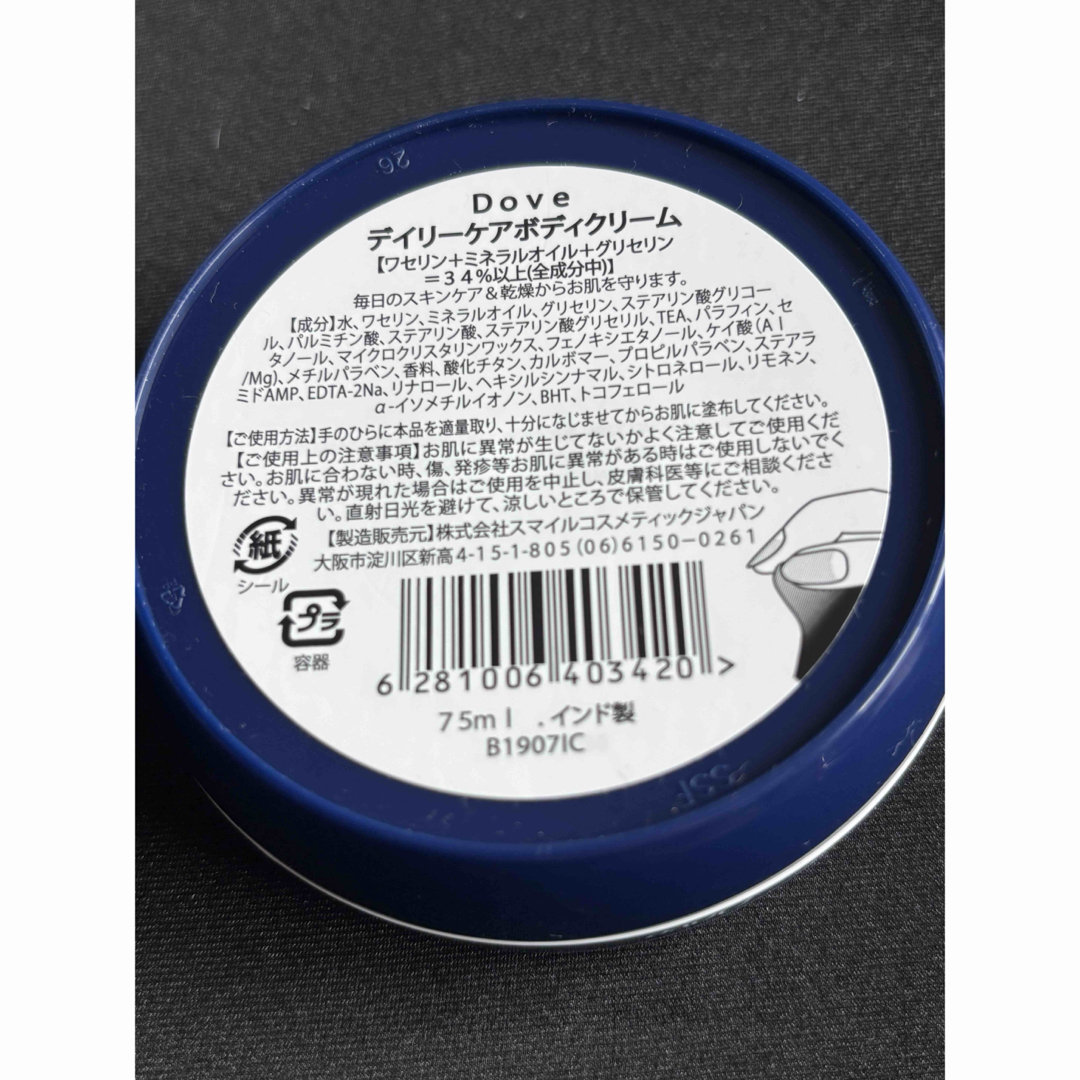 26
Dove
デイリーケアボディクリーム
【ワセリン＋ミネラルオイル＋グリセリン
＝34%以上(全成分中)】
毎日のスキンケア＆乾燥からお肌を守ります。
【成分】水、ワセリン、ミネラルオイル、グリセリン、ステアリン酸グリコー
ル、パルミチン酸、ステアリン酸、ステアリン酸グリセリル、TEA、パラフィン、セ
タノール、マイクロクリスタリンワックス、フェノキシエタノール、ケイ酸(Al
/Mg)、メチルパラベン、香料、酸化チタン、カルボマー、プロピルパラベン、ステアラ
ミドAMP、EDTA-2Na、リナロール、ヘキシルシンナマル、シトロネロール、リモネン、
α-イソメチルイオノン、BHT、トコフェロール
【ご使用方法】手のひらに本品を適量取り、十分になじませてからお肌に塗布してください。
【ご使用上の注意事項】お肌に異常が生じてないかよく注意してご使用くだ
さい。お肌に合わない時、傷、発疹等お肌に異常がある時はご使用しないでく
ださい。異常が現れた場合はご使用を中止し、皮膚科医等にご相談くださ
い。直射日光を避けて、涼しいところで保管してください。
【製造販売元】株式会社スマイルコスメティックジャパン
大阪市淀川区新高4-15-1-805(06)6150-0261
紙
シール
プラ
容器
6 281006 403420 >
75ml .インド製
B1907IC